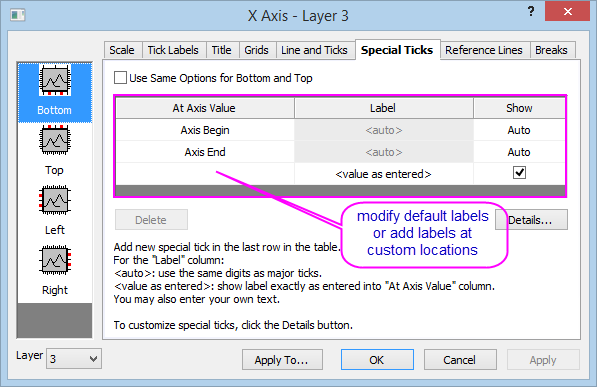 X Axis - Layer 3
?
Scale
Tick Labels
Title
Grids
Line and Ticks
Special Ticks
Reference Lines
Breaks
Bottom
Top
Left
Right
Use Same Options for Bottom and Top
At Axis Value Label Show
Axis Begin <auto> Auto
Axis End <auto> Auto
<value as entered>
modify default labels
or add labels at
custom locations
Delete
Details...
Add new special tick in the last row in the table.
For the "Label" column:
<auto>: use the same digits as major ticks.
<value as entered>: show label exactly as entered into "At Axis Value" column.
You may also enter your own text.
To customize special ticks, click the Details button.
Layer 3
Apply To...
OK
Cancel
Apply